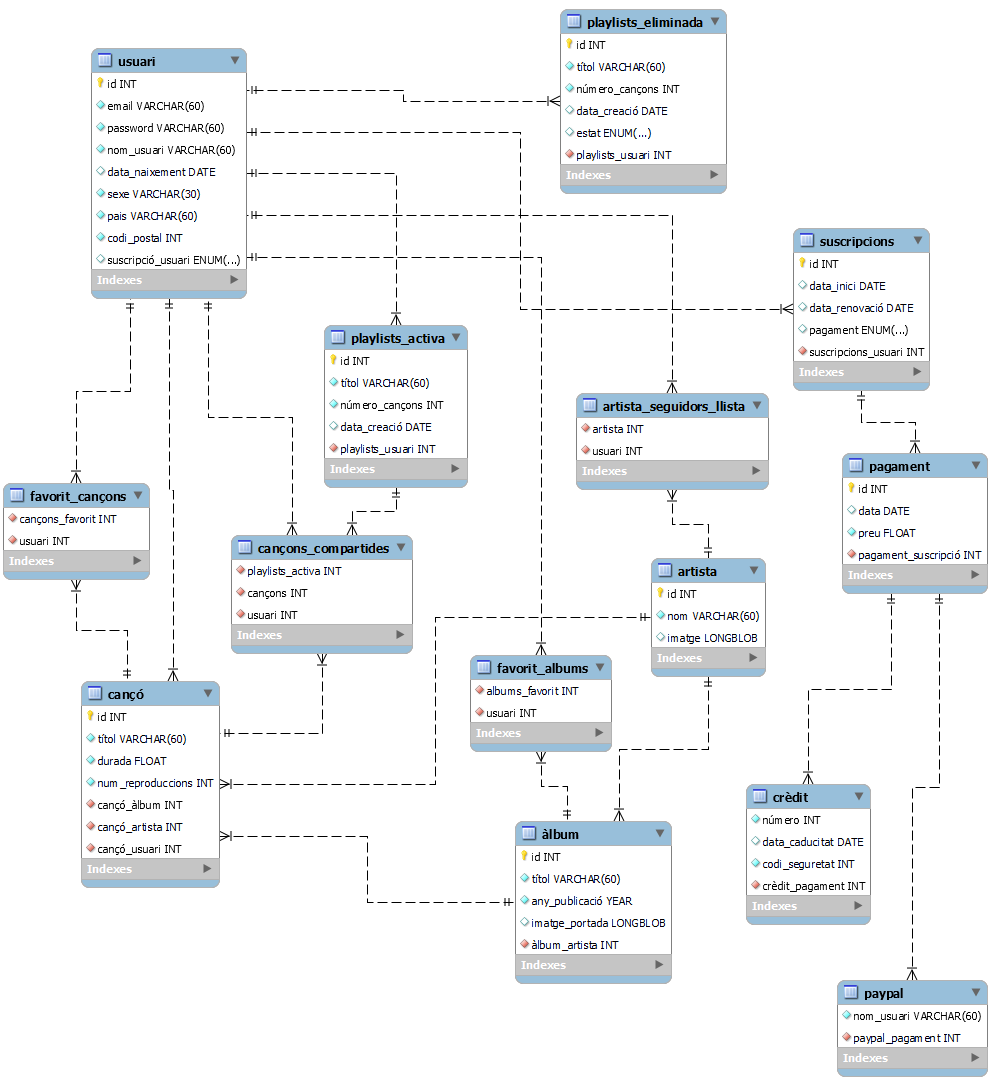 playlists_eliminada
id INT
títol VARCHAR(60)
número_cançons INT
data_creació DATE
estat ENUM(...)
playlists_usuari INT
Indexes
usuari
id INT
email VARCHAR(60)
password VARCHAR(60)
nom_usuari VARCHAR(60)
data_naixement DATE
sexe VARCHAR(30)
pais VARCHAR(60)
codi_postal INT
suscripció_usuari ENUM(...)
Indexes
suscripcions
id INT
data_inici DATE
data_renovació DATE
pagament ENUM(...)
suscripcions_usuari INT
Indexes
playlists_activa
id INT
títol VARCHAR(60)
número_cançons INT
data_creació DATE
playlists_usuari INT
Indexes
artista_seguidors_llista
artista INT
usuari INT
Indexes
pagament
id INT
data DATE
preu FLOAT
pagament_suscripció INT
Indexes
favorit_cançons
cançons_favorit INT
usuari INT
Indexes
cançons_compartides
playlists_activa INT
cançons INT
usuari INT
Indexes
artista
id INT
nom VARCHAR(60)
imatge LONGBLOB
Indexes
favorit_albums
albums_favorit INT
usuari INT
Indexes
cançó
id INT
títol VARCHAR(60)
durada FLOAT
num_reproduccions INT
cançó_àlbum INT
cançó_artista INT
cançó_usuari INT
Indexes
crèdit
número INT
data_caducitat DATE
codi_seguretat INT
crèdit_pagament INT
Indexes
àlbum
id INT
títol VARCHAR(60)
any_publicació YEAR
imatge_portada LONGBLOB
àlbum_artista INT
Indexes
paypal
nom_usuari VARCHAR(60)
paypal_pagament INT
Indexes